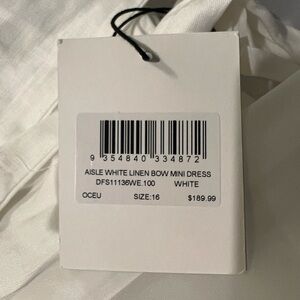 9 354840 334872
AISLE WHITE LINEN BOW MINI DRESS
DFS11136WE.100 WHITE
OCEU SIZE:16 $189.99